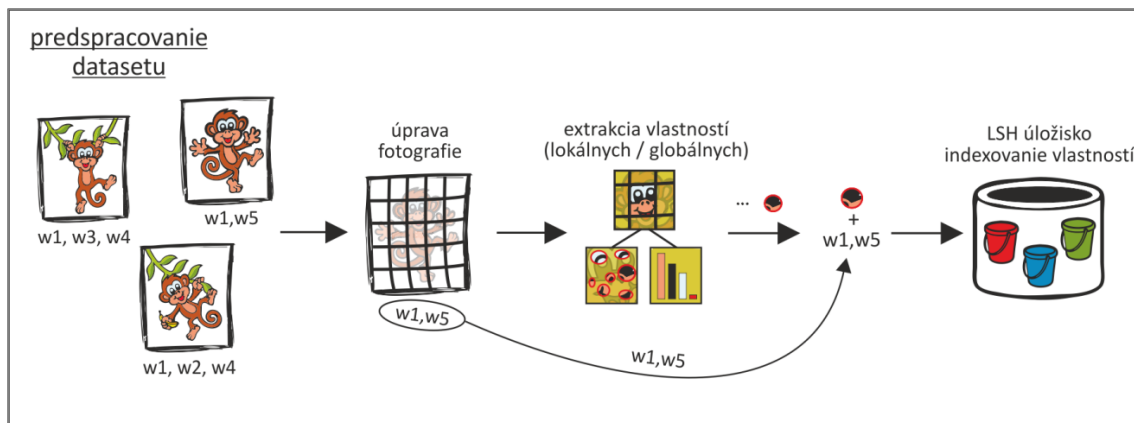 predspracovanie
datasetu
w1, w3, w4
w1,w5
w1, w2, w4
úprava
fotografie
w1,w5
w1,w5
extrakcia vlastností
(lokálnych / globálnych)
...
+
w1,w5
LSH úložisko
indexovanie vlastností